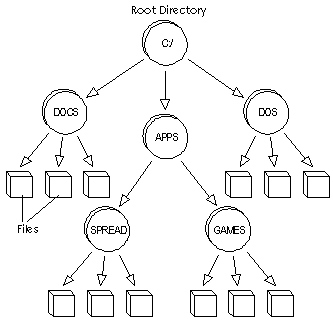 Root Directory
C:/
DOCS
DOS
APPS
Files
SPREAD
GAMES